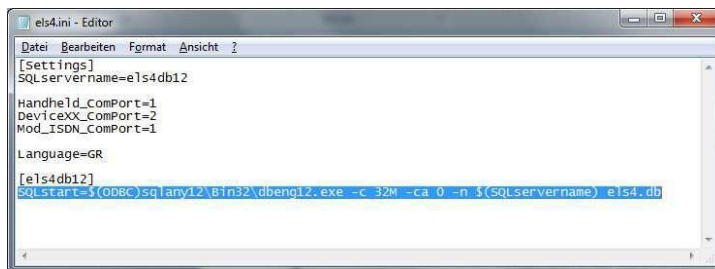 els4.ini - Editor
Datei Bearbeiten Format Ansicht ?
[Settings]
SQLservername=els4db12
Handheld_ComPort=1
DeviceXX_ComPort=2
Mod_ISDN_ComPort=1
Language=GR
[els4db12]
SQLstart=$(ODBC)sqlany12\Bin32\dbeng12.exe -c 32M -ca 0 -n $(SQLservername) els4.db